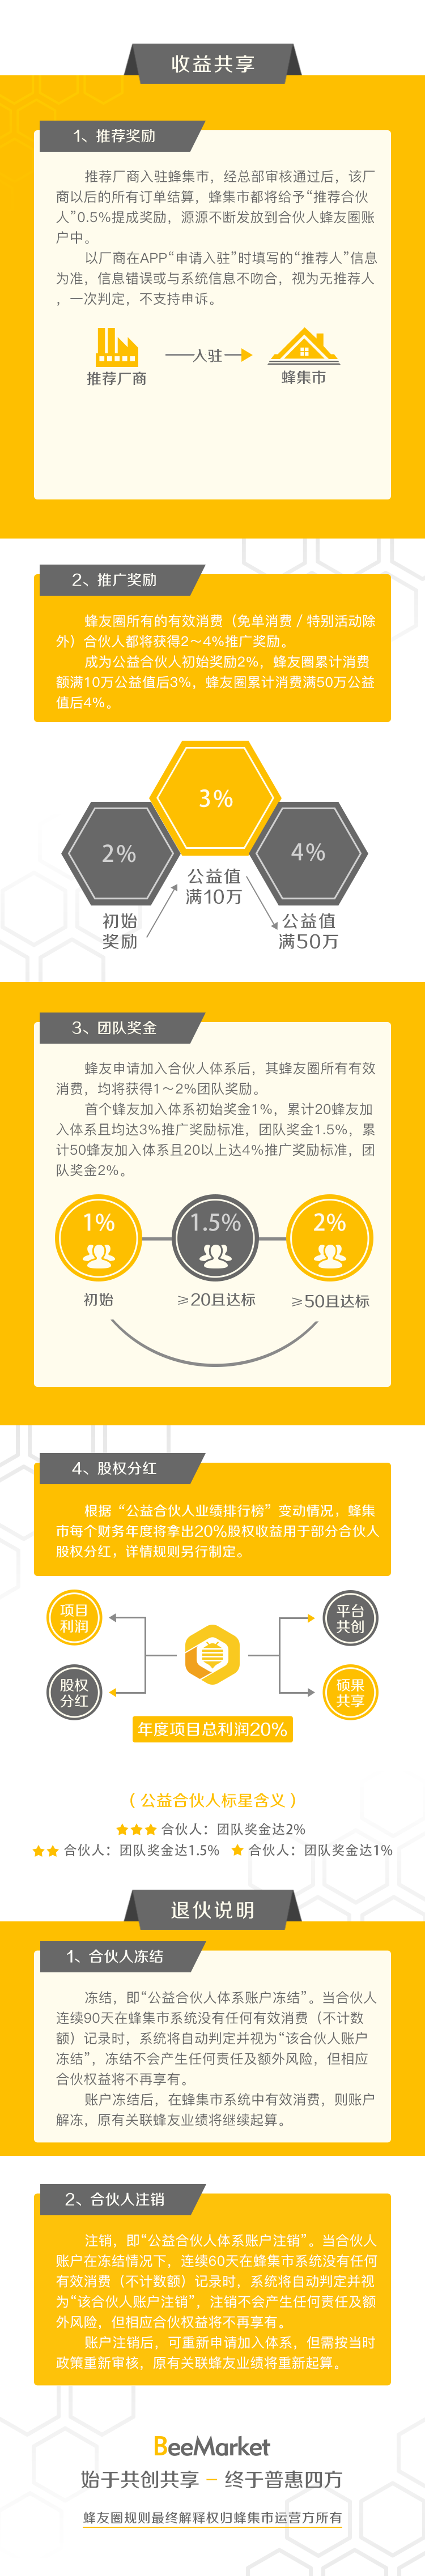 收益共享
1、推荐奖励
推荐厂商入驻蜂集市，经总部审核通过后，该厂
商以后的所有订单结算，蜂集市都将给予“推荐合伙
人”0.5%提成奖励，源源不断发放到合伙人蜂友圈账
户中。
以厂商在APP“申请入驻”时填写的“推荐人”信息
为准，信息错误或与系统信息不吻合，视为无推荐人
，一次判定，不支持申诉。
入驻
推荐厂商
蜂集市
2、推广奖励
蜂友圈所有的有效消费（免单消费 / 特别活动除
外）合伙人都将获得2～4%推广奖励。
成为公益合伙人初始奖励2%，蜂友圈累计消费
额满10万公益值后3%，蜂友圈累计消费满50万公益
值后4%。
3%
2%
4%
公益值
满10万
初始
奖励
公益值
满50万
3、团队奖金
蜂友申请加入合伙人体系后，其蜂友圈所有有效
消费，均将获得1～2%团队奖励。
首个蜂友加入体系初始奖金1%，累计20蜂友加
入体系且均达3%推广奖励标准，团队奖金1.5%，累
计50蜂友加入体系且20以上达4%推广奖励标准，团
队奖金2%。
1%
1.5%
2%
初始
≥20且达标
≥50且达标
4、股权分红
根据“公益合伙人业绩排行榜”变动情况，蜂集
市每个财务年度将拿出20%股权收益用于部分合伙人
股权分红，详情规则另行制定。
项目
利润
平台
共创
股权
分红
硕果
共享
年度项目总利润20%
（公益合伙人标星含义）
★★★ 合伙人：团队奖金达2%
★★ 合伙人：团队奖金达1.5%
★ 合伙人：团队奖金达1%
退伙说明
1、合伙人冻结
冻结，即“公益合伙人体系账户冻结”。当合伙人
连续90天在蜂集市系统没有任何有效消费（不计数
额）记录时，系统将自动判定并视为“该合伙人账户
冻结”，冻结不会产生任何责任及额外风险，但相应
合伙权益将不再享有。
账户冻结后，在蜂集市系统中有效消费，则账户
解冻，原有关联蜂友业绩将继续起算。
2、合伙人注销
注销，即“公益合伙人体系账户注销”。当合伙人
账户在冻结情况下，连续60天在蜂集市系统没有任何
有效消费（不计数额）记录时，系统将自动判定并视
为“该合伙人账户注销”，注销不会产生任何责任及额
外风险，但相应合伙权益将不再享有。
账户注销后，可重新申请加入体系，但需按当时
政策重新审核，原有关联蜂友业绩将重新起算。
BeeMarket
始于共创共享 – 终于普惠四方
蜂友圈规则最终解释权归蜂集市运营方所有